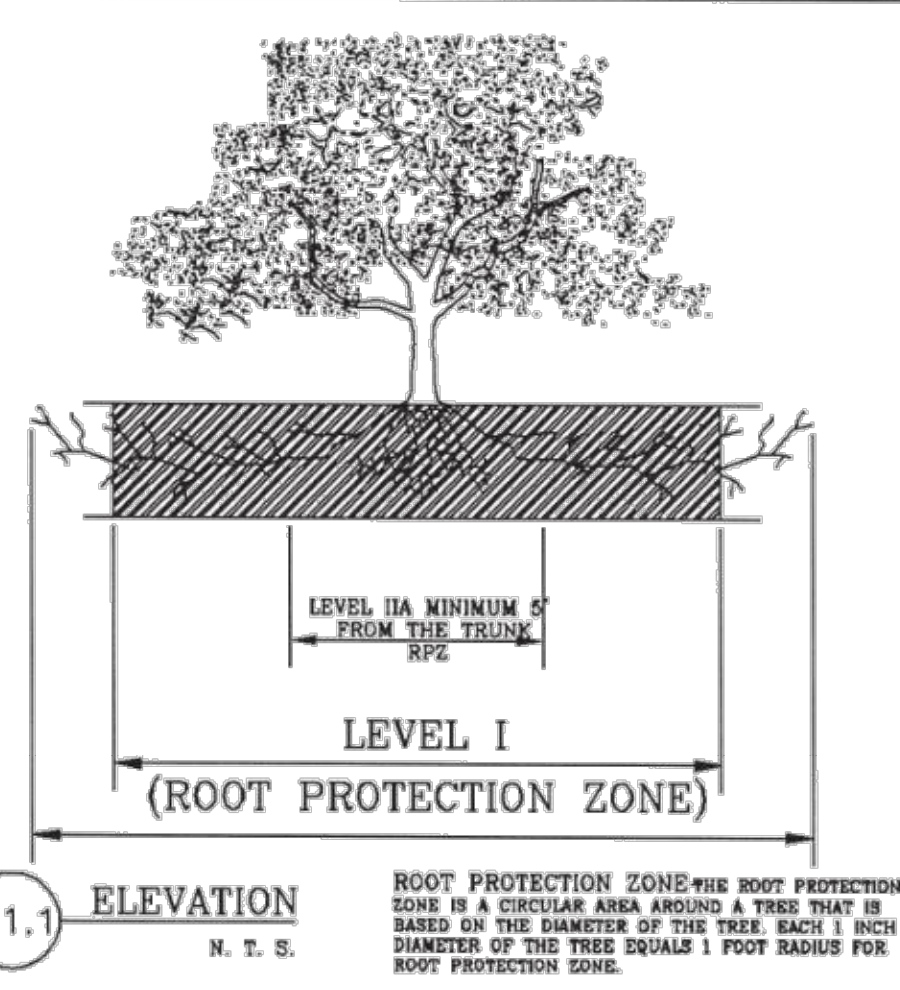 LEVEL IIA MINIMUM 5'
FROM THE TRUNK
RPZ
LEVEL I
(ROOT PROTECTION ZONE)
1.1
ELEVATION
N. T. S.
ROOT PROTECTION ZONE-THE ROOT PROTECTION
ZONE IS A CIRCULAR AREA AROUND A TREE THAT IS
BASED ON THE DIAMETER OF THE TREE. EACH 1 INCH
DIAMETER OF THE TREE EQUALS 1 FOOT RADIUS FOR
ROOT PROTECTION ZONE.